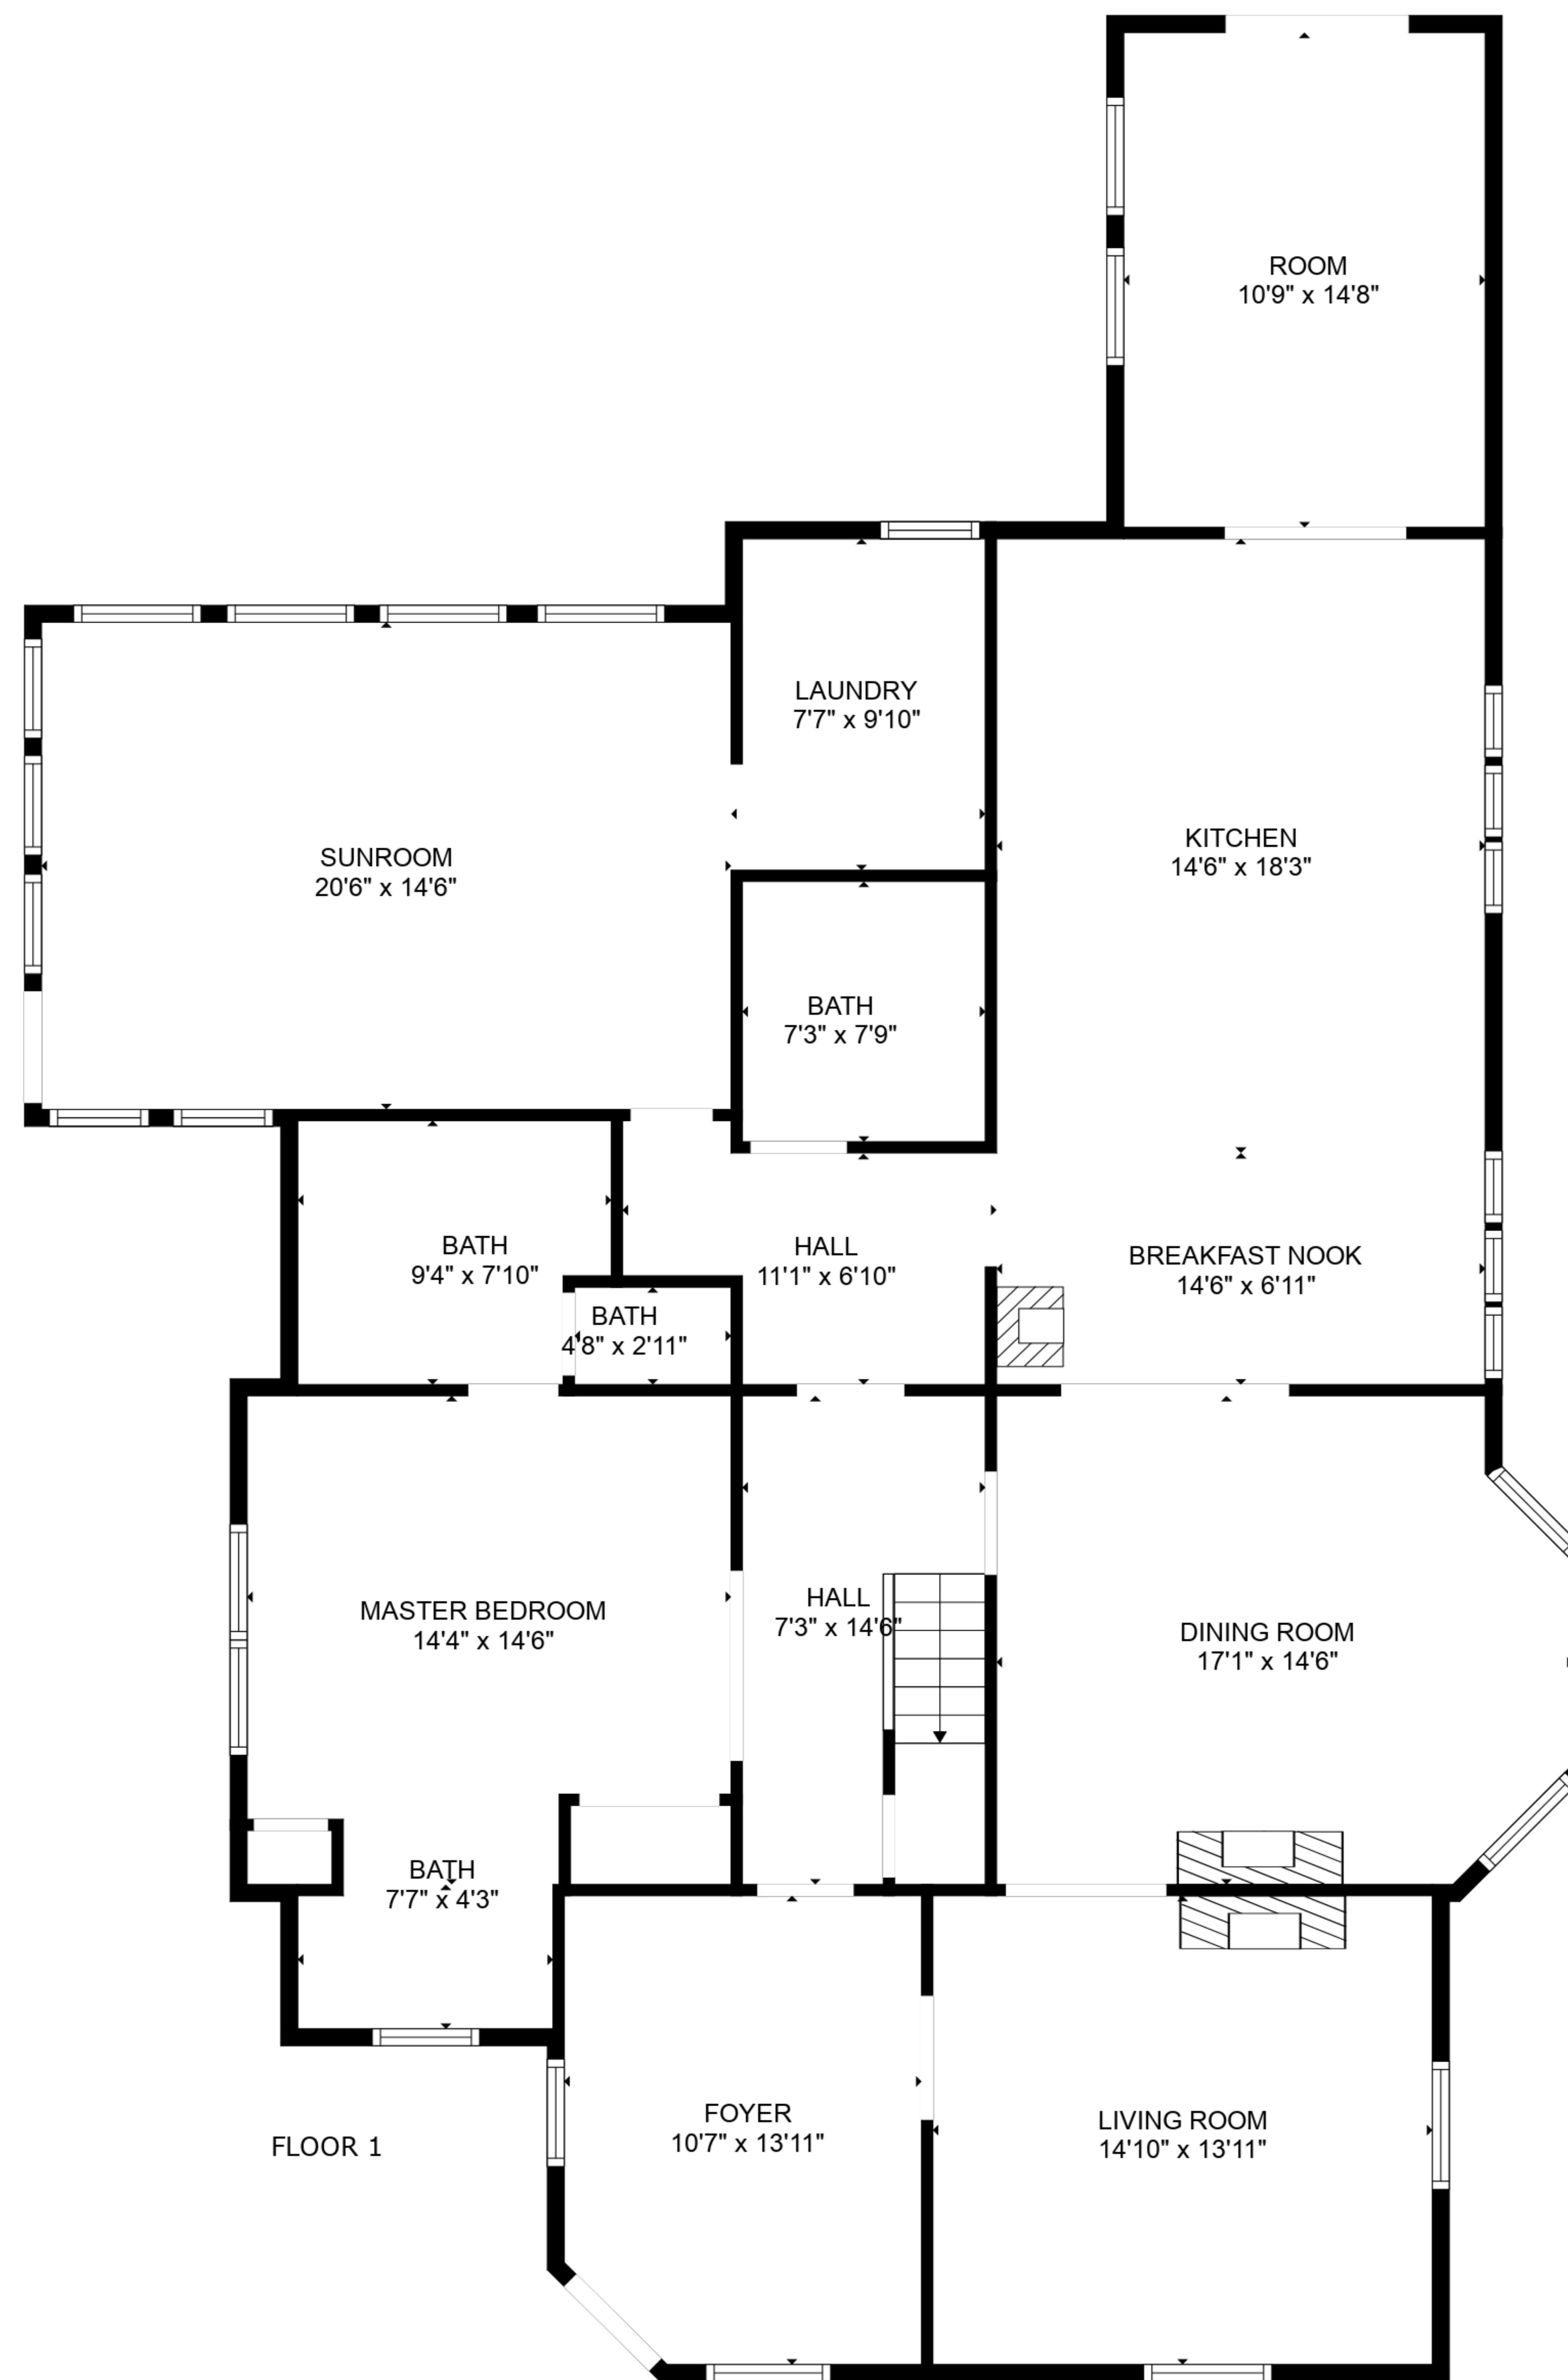 ROOM
10'9" x 14'8"
LAUNDRY
7'7" x 9'10"
KITCHEN
14'6" x 18'3"
SUNROOM
20'6" x 14'6"
BATH
7'3" x 7'9"
BATH
9'4" x 7'10"
HALL
11'1" x 6'10"
BREAKFAST NOOK
14'6" x 6'11"
BATH
4'8" x 2'11"
MASTER BEDROOM
14'4" x 14'6"
HALL
7'3" x 14'6"
DINING ROOM
17'1" x 14'6"
BATH
7'7" x 4'3"
FOYER
10'7" x 13'11"
LIVING ROOM
14'10" x 13'11"
FLOOR 1